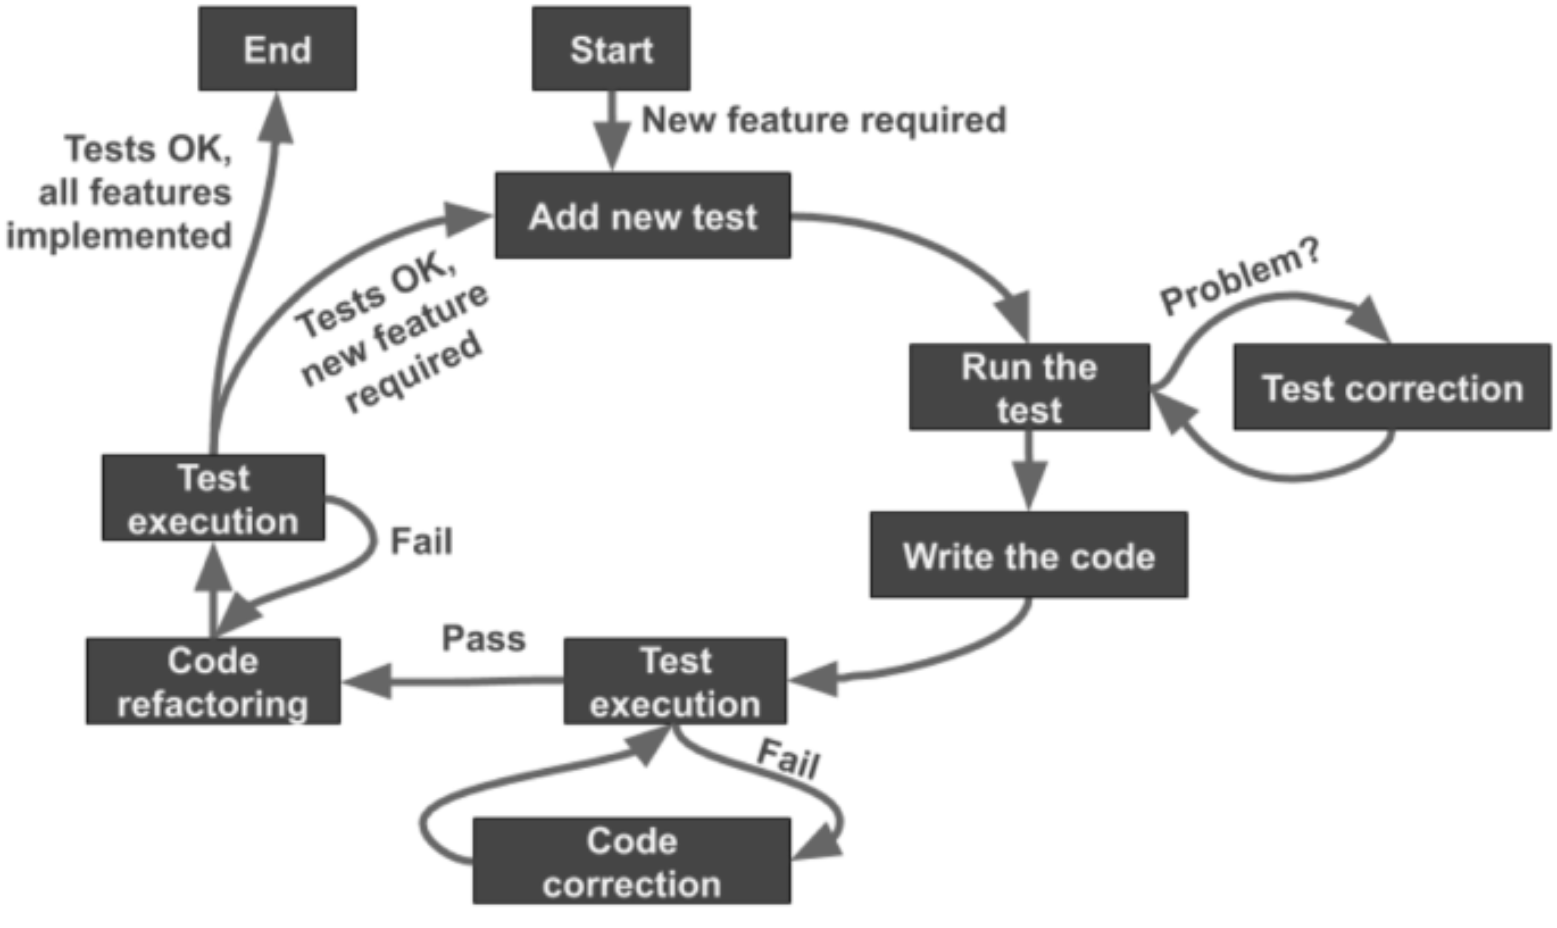 End
Start
Tests OK,
all features
implemented
New feature required
Add new test
Tests OK,
new feature
required
Problem?
Run the
test
Test correction
Test
execution
Fail
Write the code
Code
refactoring
Pass
Test
execution
Fail
Code
correction